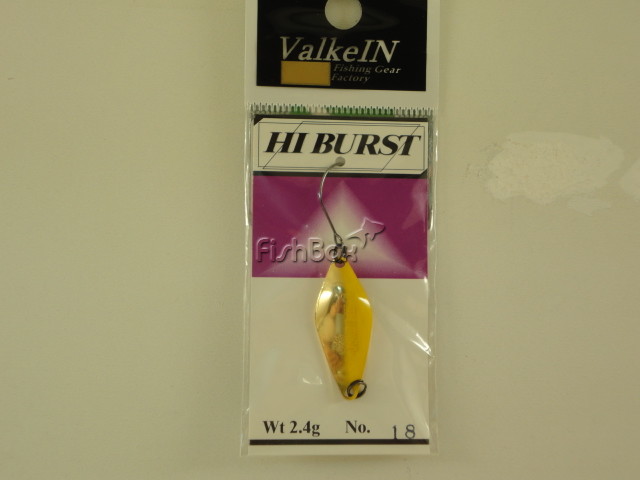 ValkeIN
Fishing Gear
Factory
HI BURST
FishBox
Wt 2.4g No. 18